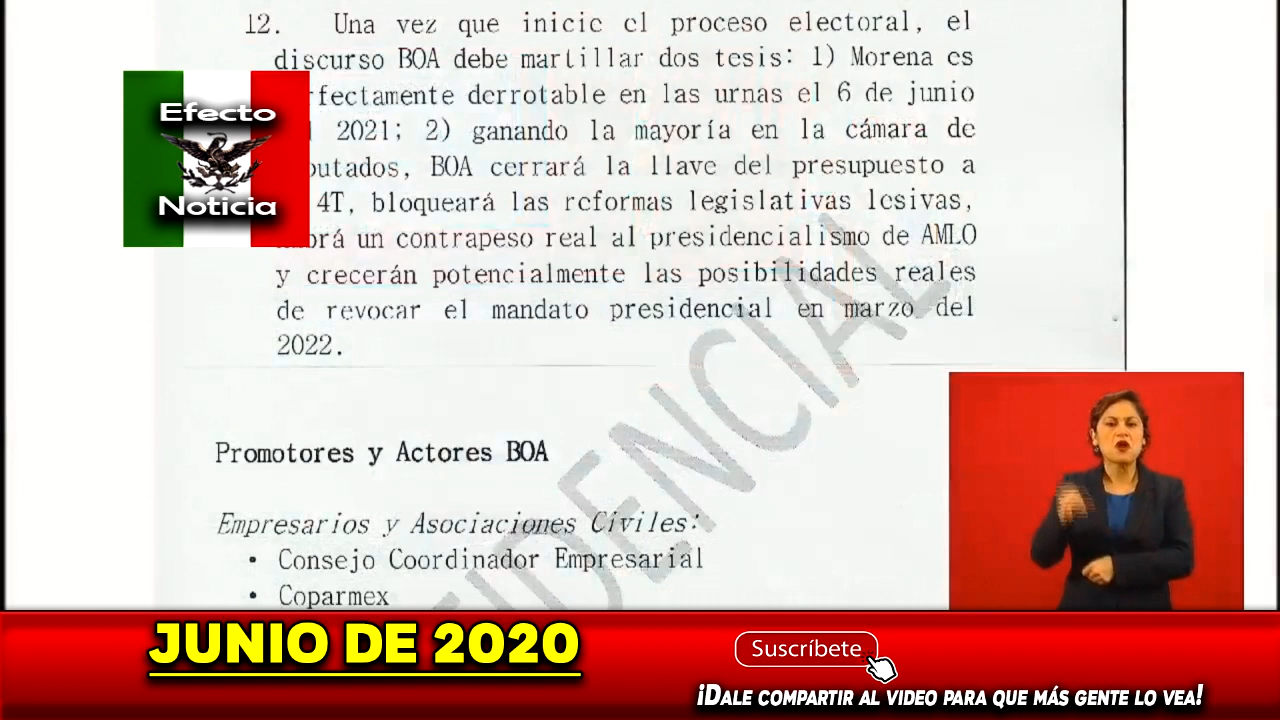 12. Una vez que inicie el proceso electoral, el
discurso BOA debe martillar dos tesis: 1) Morena es
rfectamente derrotable en las urnas el 6 de junio
2021; 2) ganando la mayoría en la cámara de
putados, BOA cerrará la llave del presupuesto a
4T, bloqueará las reformas legislativas lesivas,
brá un contrapeso real al presidencialismo de AMLO
y crecerán potencialmente las posibilidades reales
de revocar el mandato presidencial en marzo del
2022.
Efecto
Noticia
Promotores y Actores BOA
Empresarios y Asociaciones Civiles:
• Consejo Coordinador Empresarial
• Coparmex
IDENCIAL
JUNIO DE 2020
Suscríbete
¡DALE COMPARTIR AL VIDEO PARA QUE MÁS GENTE LO VEA!